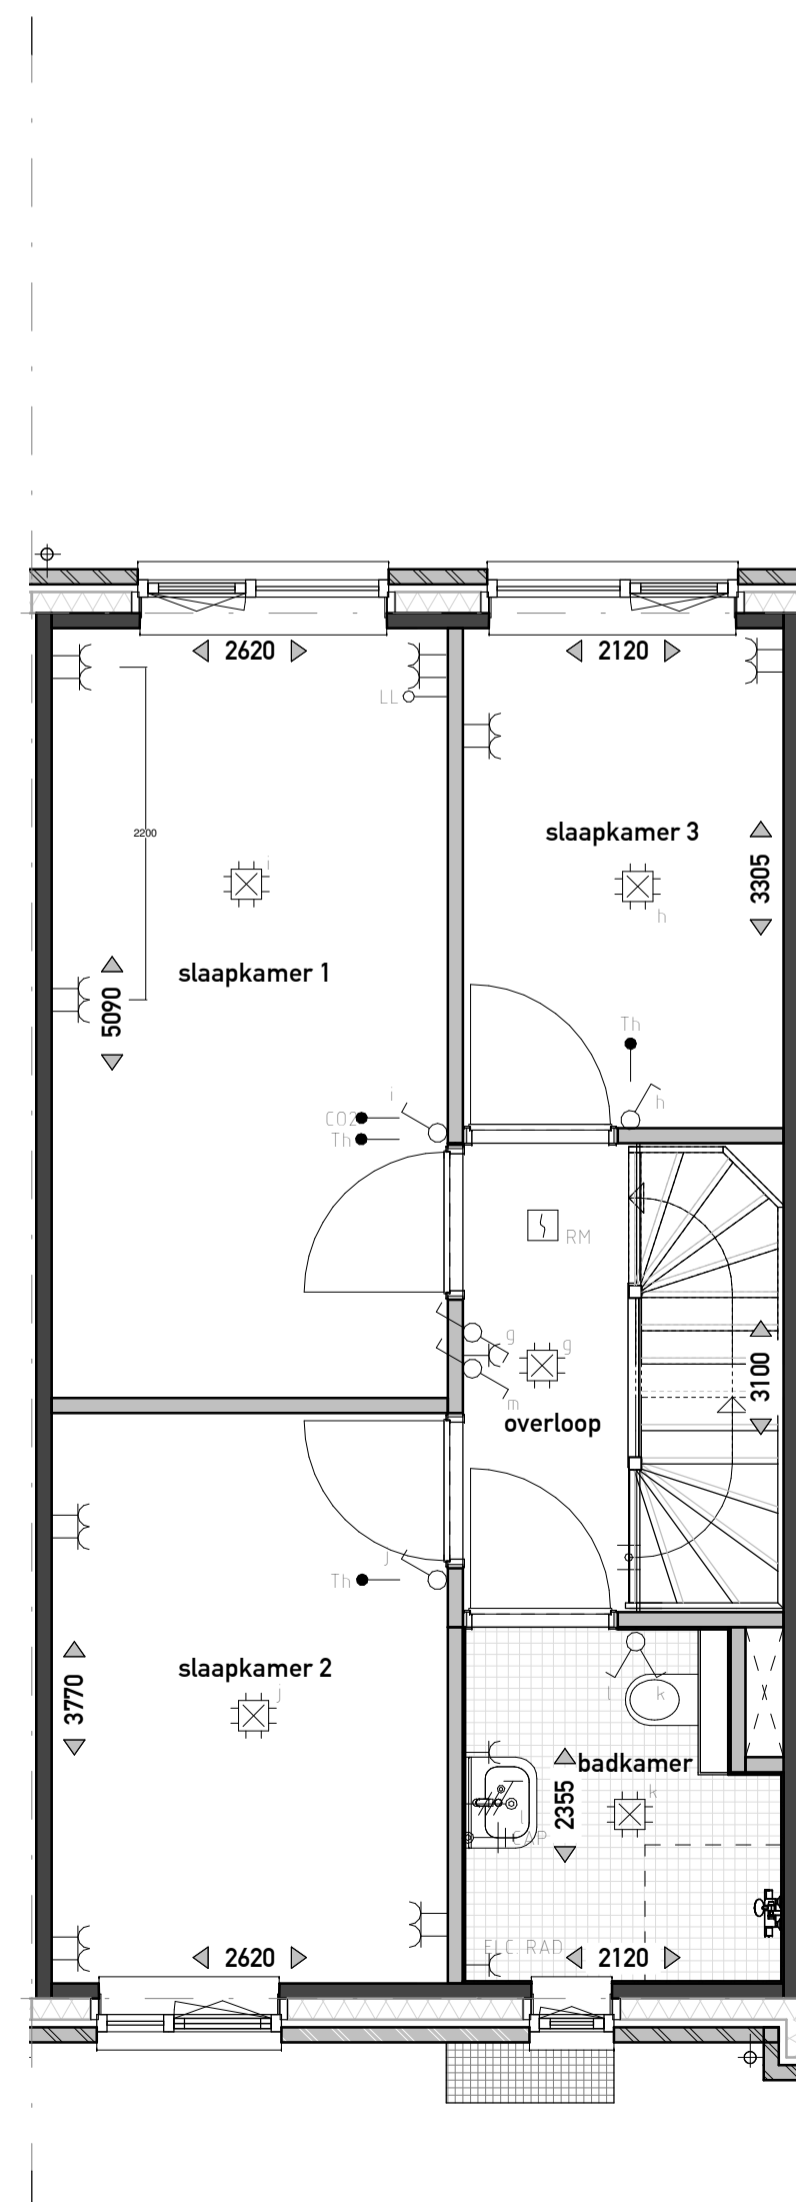 2620
2120
LL
2200
slaapkamer 3
i
3305
h
slaapkamer 1
5090
Th
i
h
CO2
Th
RM
g
g
3100
m
overloop
j
Th
slaapkamer 2
j
3770
l
k
badkamer
k
2355
l
CAP
ELC RAD
2620
2120